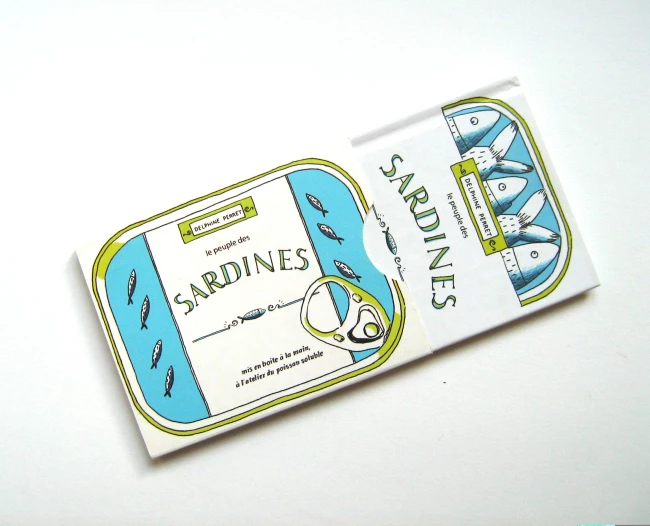 DELPHINE PERRET
le peuple des
SARDINES
mis en boîte à la main,
à l'atelier du poisson soluble
DELPHINE PERRET
le peuple des
SARDINES